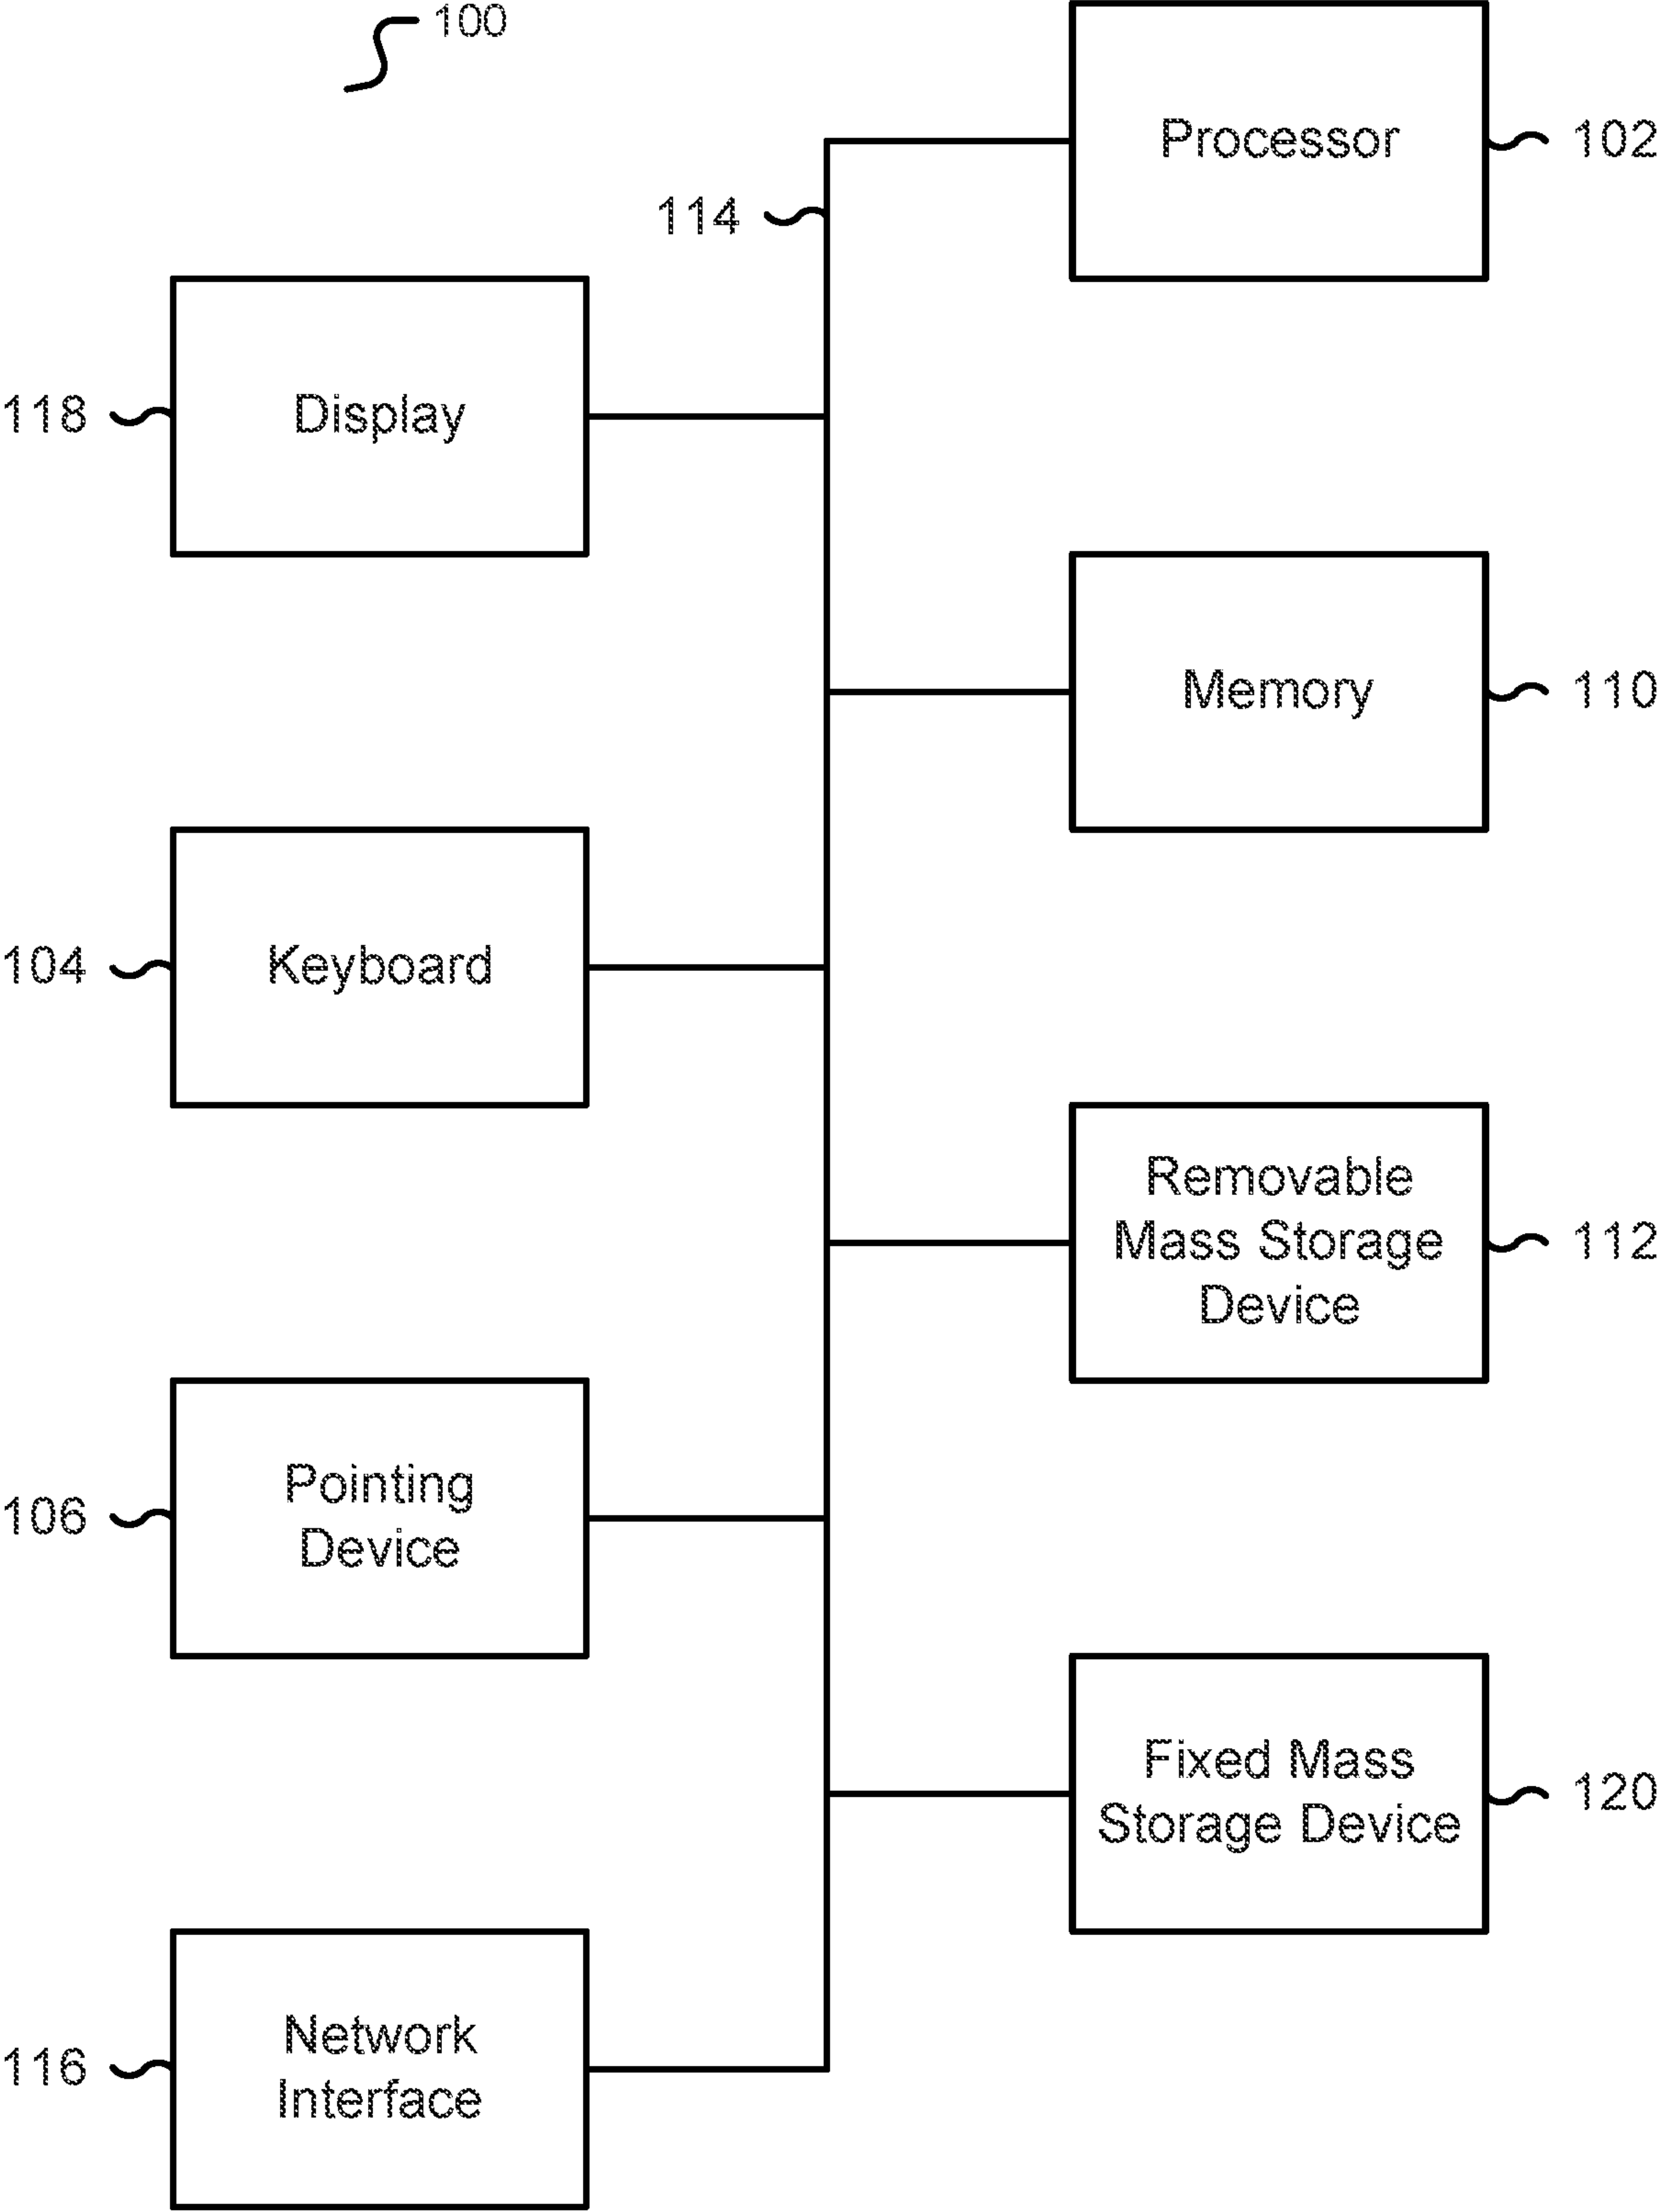 100
Processor
102
114
118
Display
Memory
110
104
Keyboard
Removable
Mass Storage
Device
112
106
Pointing
Device
Fixed Mass
Storage Device
120
116
Network
Interface